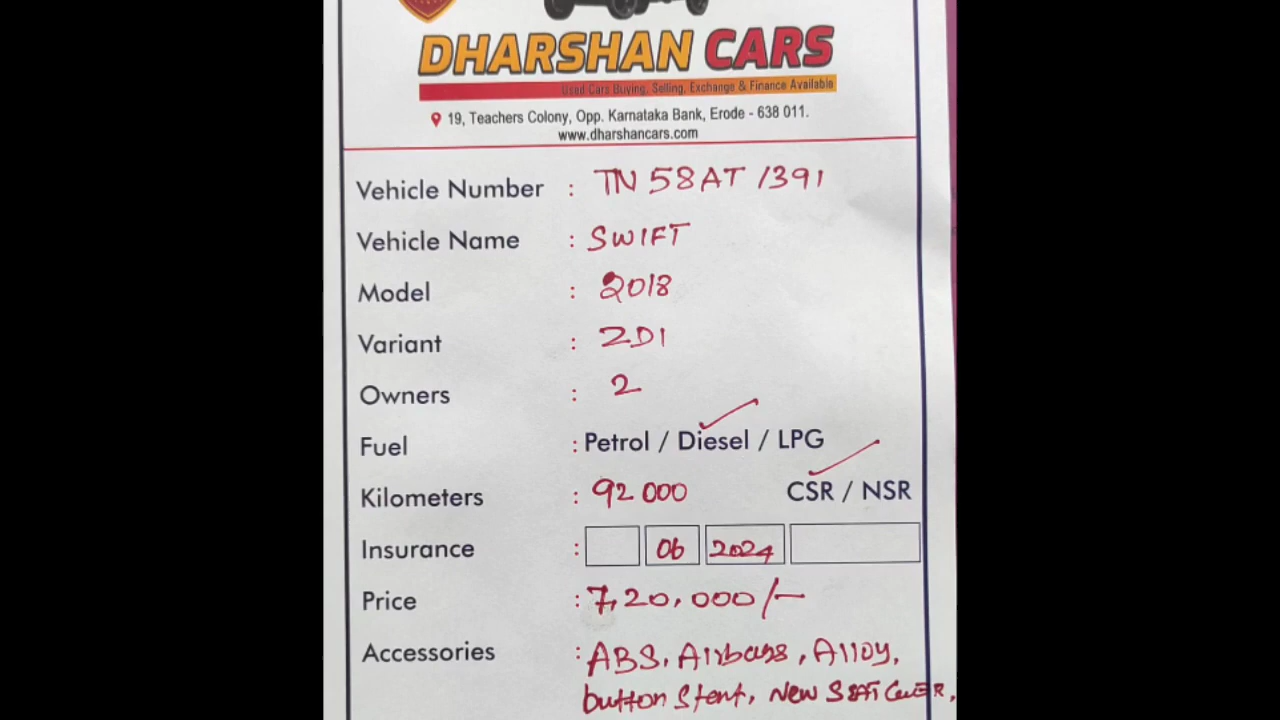 DHARSHAN CARS
Used Cars Buying, Selling, Exchange & Finance Available
19, Teachers Colony, Opp. Karnataka Bank, Erode - 638 011.
www.dharshancars.com
Vehicle Number : TN 58AT 1391
Vehicle Name : SWIFT
Model : 2018
Variant : ZDI
Owners : 2
Fuel : Petrol / Diesel / LPG
Kilometers : 92 000 CSR / NSR
Insurance : 06 2024
Price : 7,20,000/-
Accessories : ABS, Airbags, Alloy,
button Stert, New SEAT CovER,